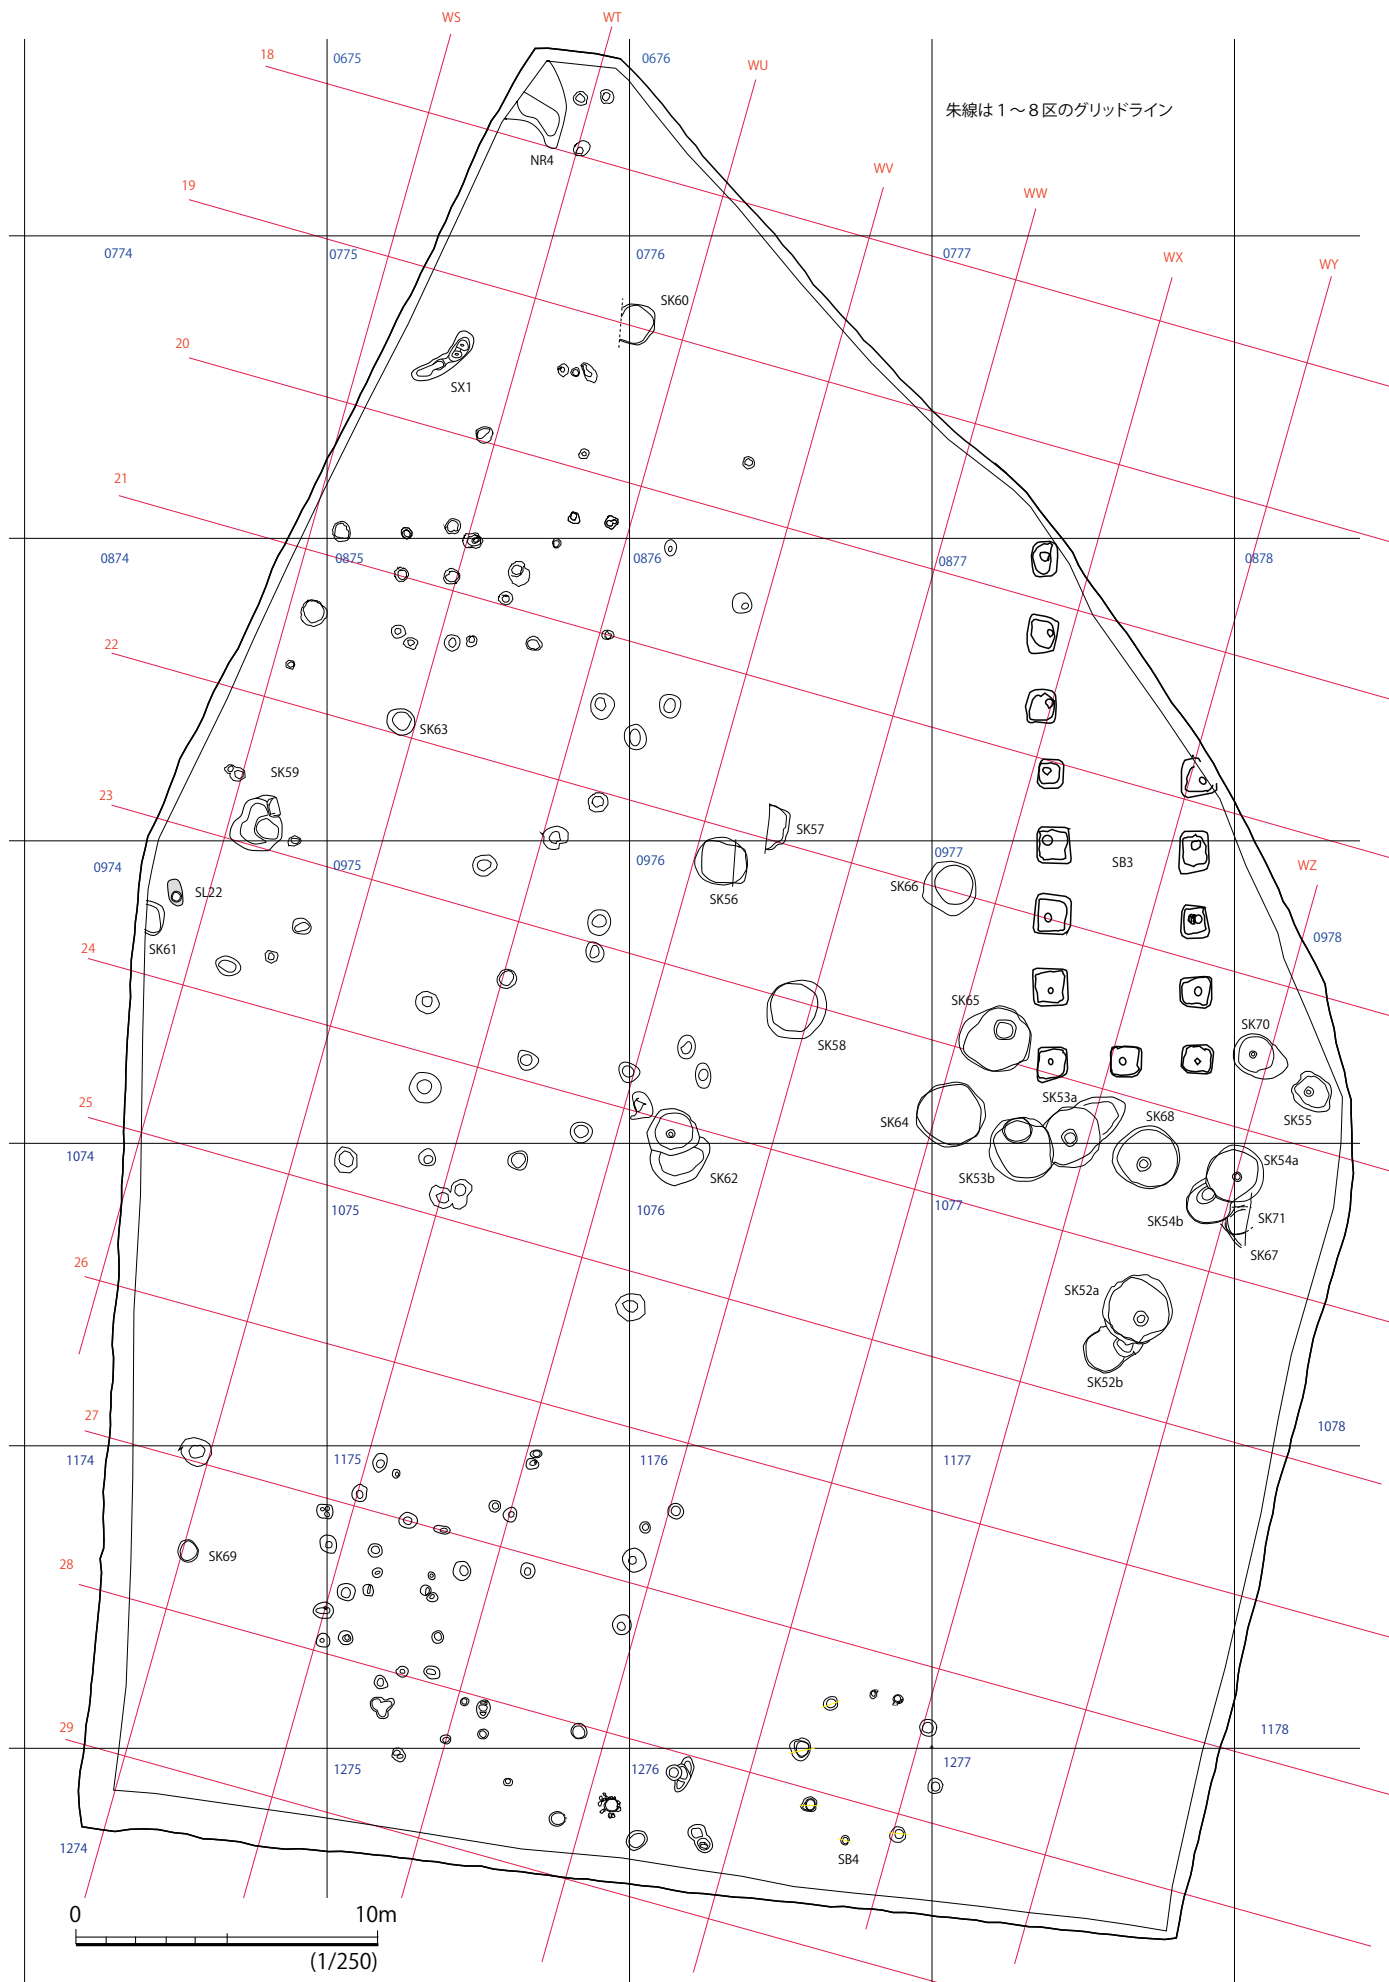 WS
WT
18
0675
0676
WU
朱線は1～8区のグリッドライン
NR4
WV
19
WW
0774
0775
0776
0777
WX
WY
SK60
20
SX1
21
0874
0875
0876
0877
0878
22
SK63
SK59
23
SK57
0974
0975
0976
0977
SB3
WZ
SL22
SK56
SK66
SK61
0978
24
SK65
SK70
SK58
25
SK64
SK53a
SK68
SK55
1074
SK62
SK53b
SK54a
1075
1076
1077
SK54b
SK71
SK67
26
SK52a
SK52b
27
1078
1174
1175
1176
1177
SK69
28
29
1178
1275
1276
1277
1274
SB4
0 10m
(1/250)